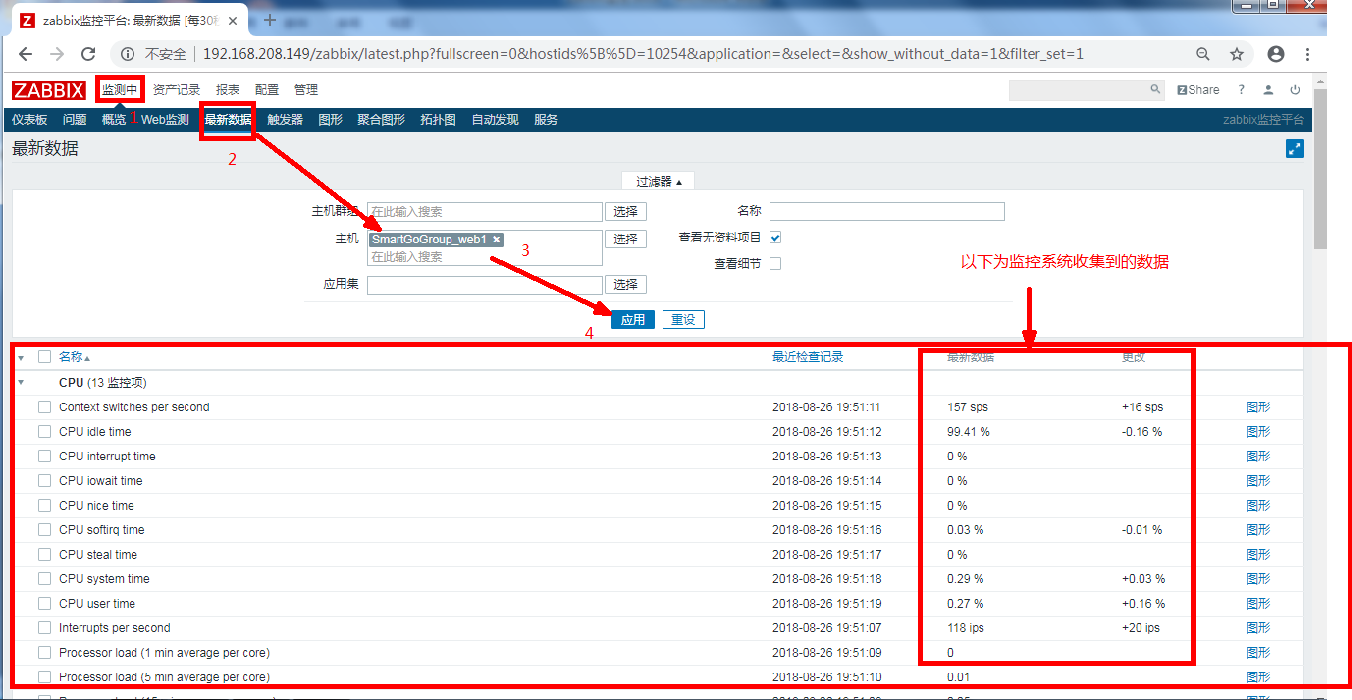 zabbix监控平台: 最新数据 [每30
不安全 192.168.208.149/zabbix/latest.php?fullscreen=0&hostids%5B%5D=10254&application=&select=&show_without_data=1&filter_set=1
ZABBIX 监测中 资产记录 报表 配置 管理 Z Share ?
仪表板 问题 概览 1 Web监测 最新数据 触发器 图形 聚合图形 拓扑图 自动发现 服务 zabbix监控平台
最新数据 2
过滤器
主机群组 在此输入搜索 选择 名称
主机 SmartGoGroup_web1 选择 查看无资料项目
在此输入搜索 3
查看细节
以下为监控系统收集到的数据
应用集 选择
4 应用 重设
名称 最近检查记录 最新数据 更改
CPU (13 监控项)
Context switches per second 2018-08-26 19:51:11 157 sps +16 sps 图形
CPU idle time 2018-08-26 19:51:12 99.41 % -0.16 % 图形
CPU interrupt time 2018-08-26 19:51:13 0 % 图形
CPU iowait time 2018-08-26 19:51:14 0 % 图形
CPU nice time 2018-08-26 19:51:15 0 % 图形
CPU softirq time 2018-08-26 19:51:16 0.03 % -0.01 % 图形
CPU steal time 2018-08-26 19:51:17 0 % 图形
CPU system time 2018-08-26 19:51:18 0.29 % +0.03 % 图形
CPU user time 2018-08-26 19:51:19 0.27 % +0.16 % 图形
Interrupts per second 2018-08-26 19:51:07 118 ips +20 ips 图形
Processor load (1 min average per core) 2018-08-26 19:51:09 0 图形
Processor load (5 min average per core) 2018-08-26 19:51:10 0.01 图形